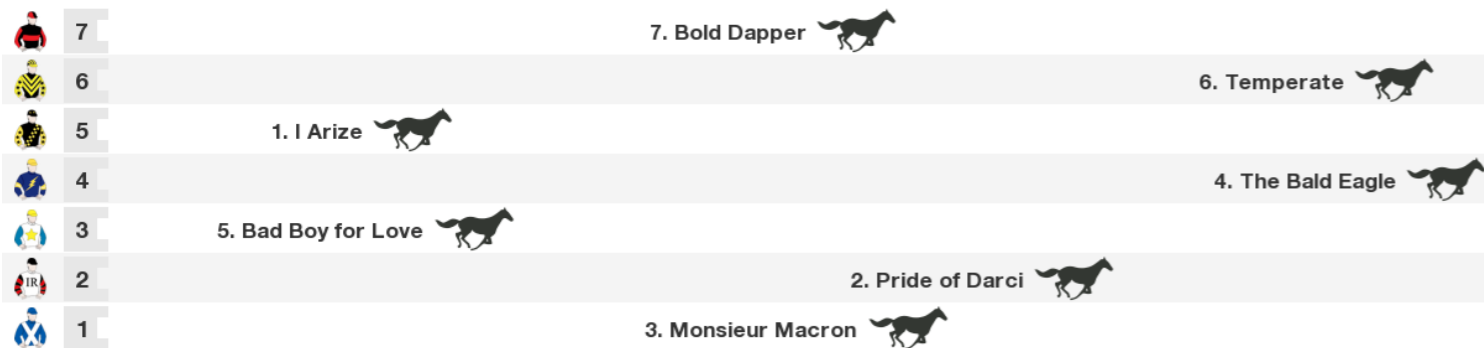 7 7. Bold Dapper
6 6. Temperate
5 1. I Arize
4 4. The Bald Eagle
3 5. Bad Boy for Love
IR 2 2. Pride of Darci
1 3. Monsieur Macron